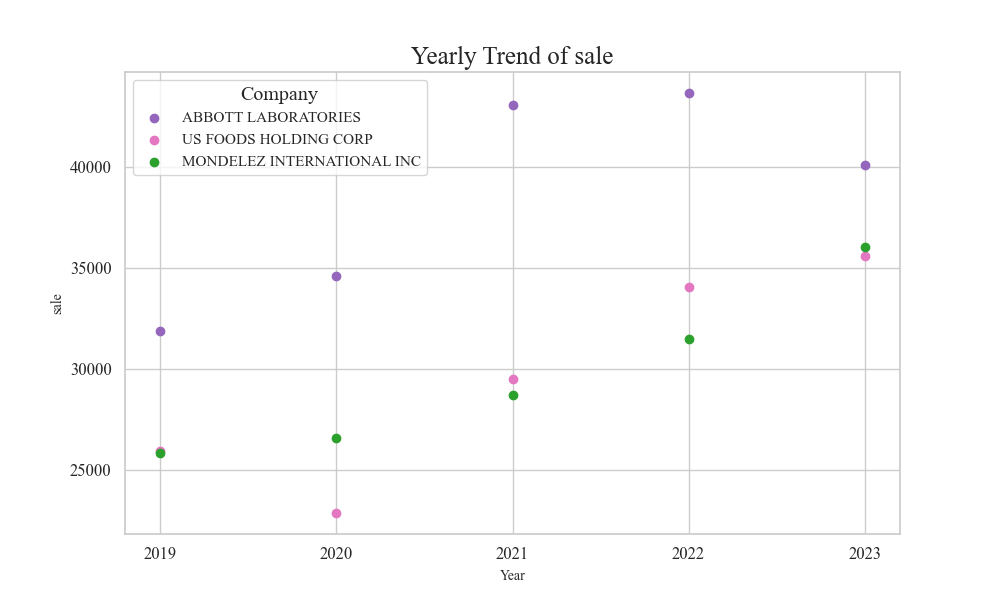 Yearly Trend of sale
Company
ABBOTT LABORATORIES
US FOODS HOLDING CORP
MONDELEZ INTERNATIONAL INC
40000
35000
30000
25000
sale
2019 2020 2021 2022 2023
Year